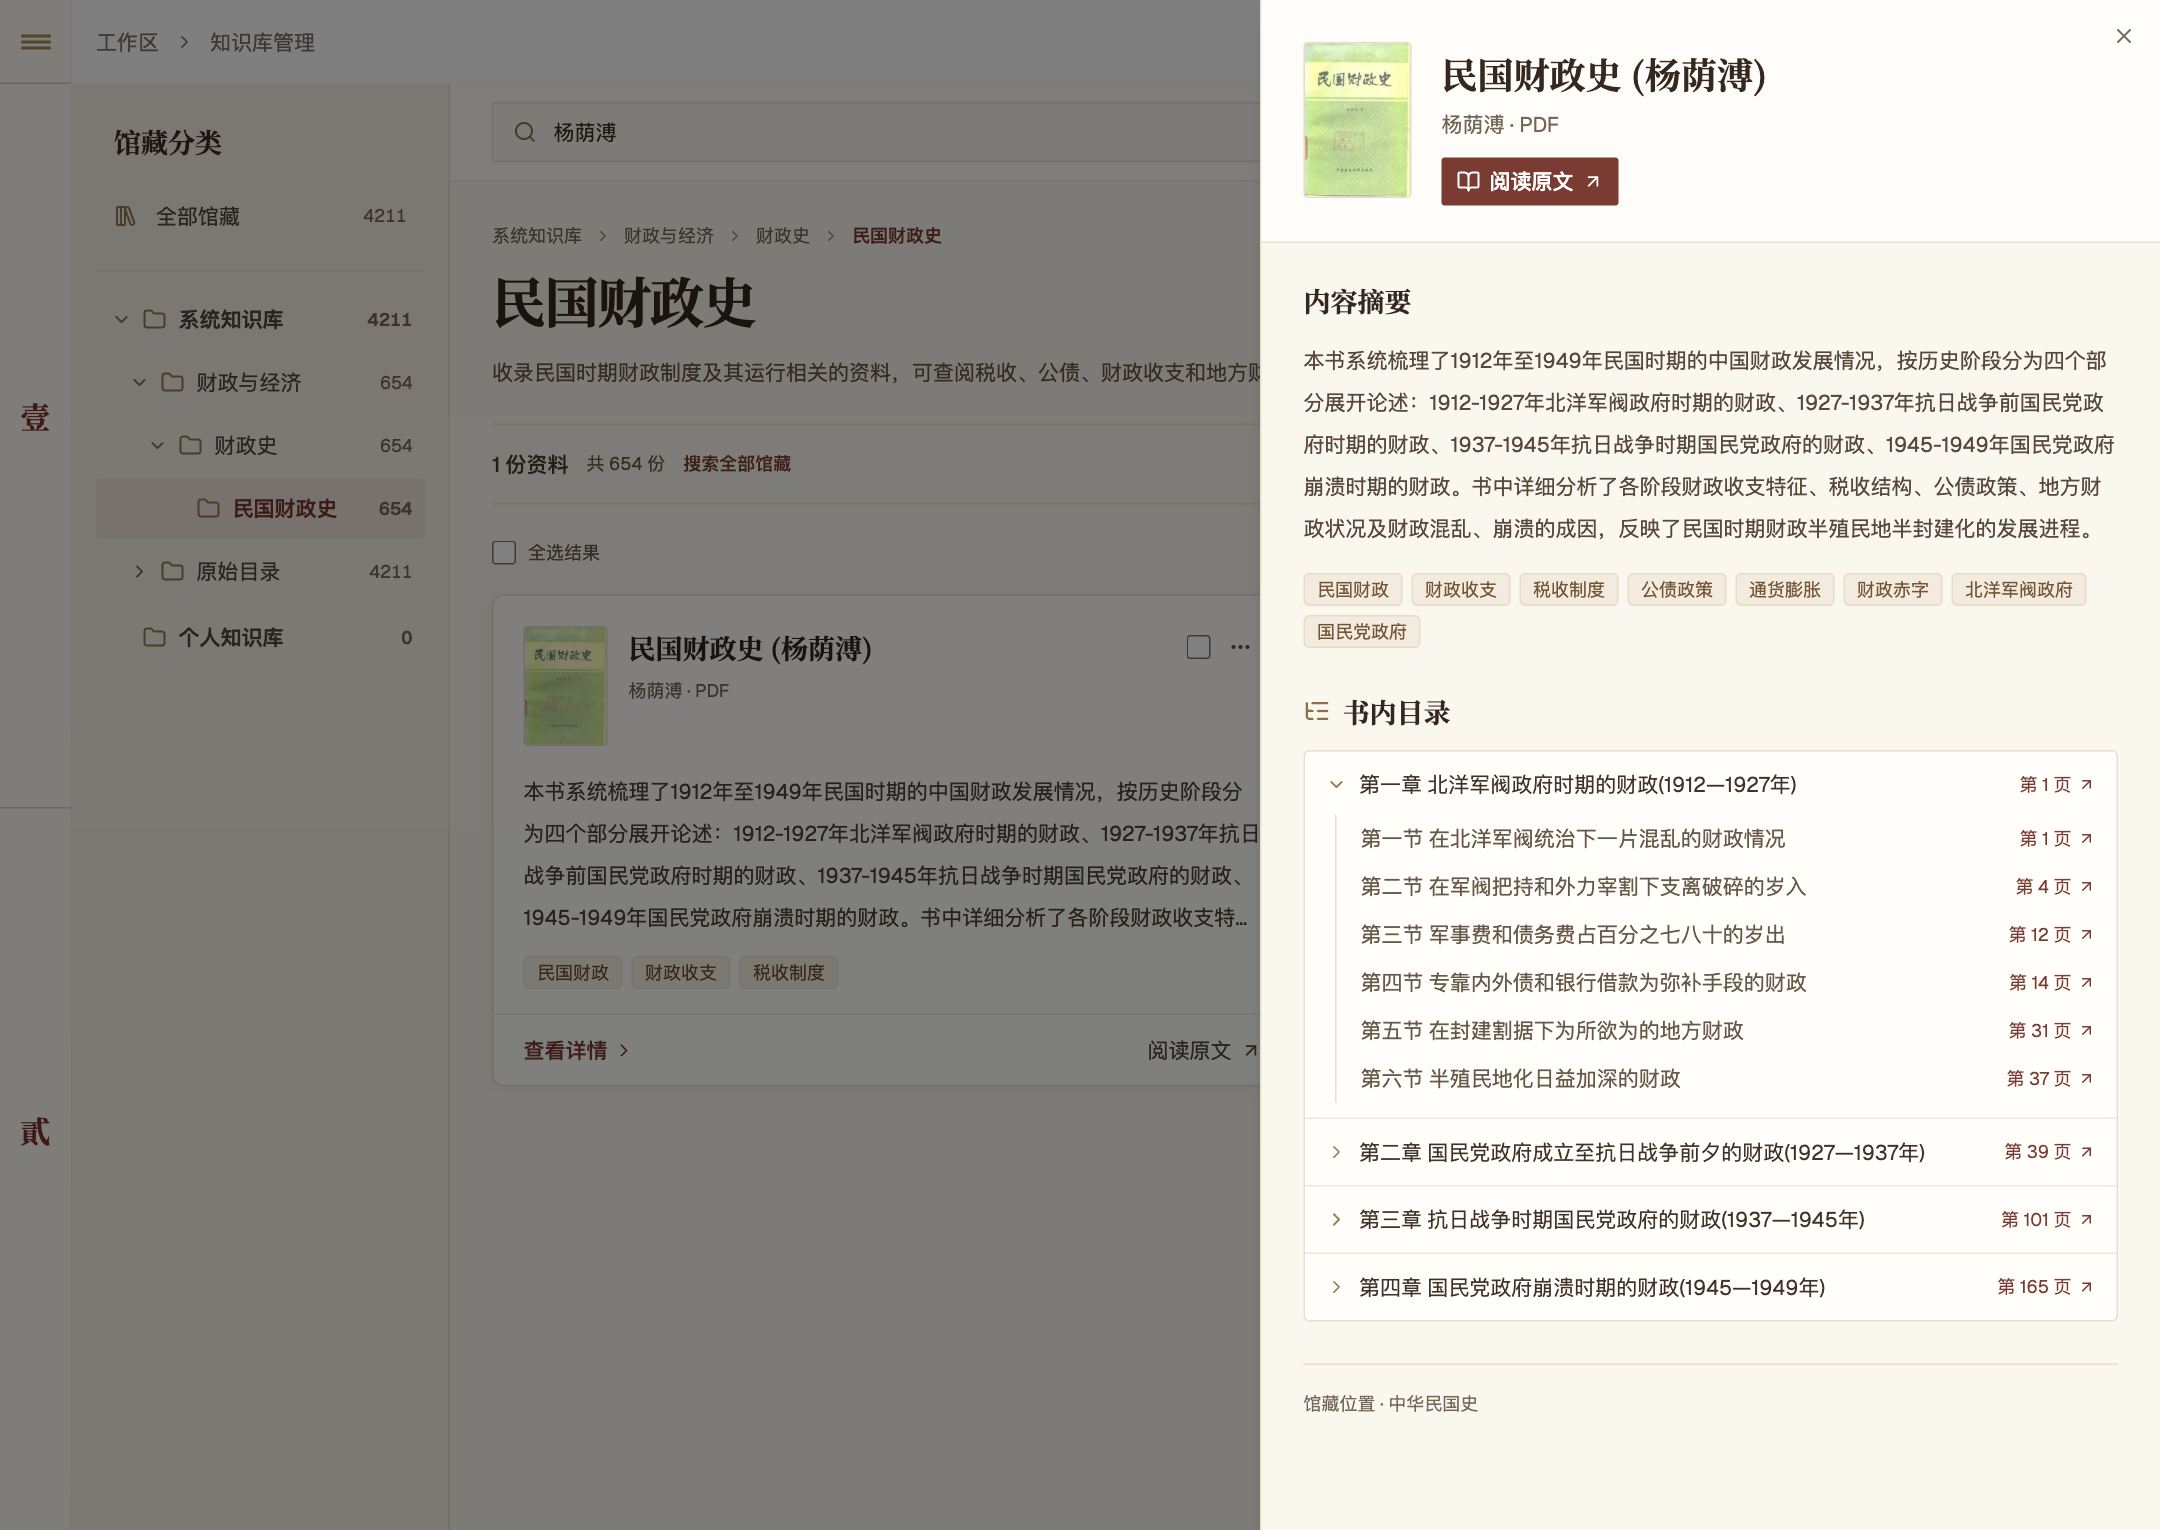 工作区 > 知识库管理
壹
贰
馆藏分类
全部馆藏 4211
系统知识库 4211
财政与经济 654
财政史 654
民国财政史 654
原始目录 4211
个人知识库 0
杨荫溥
系统知识库 > 财政与经济 > 财政史 > 民国财政史
民国财政史
收录民国时期财政制度及其运行相关的资料，可查阅税收、公债、财政收支和地方财
1 份资料 共 654 份 搜索全部馆藏
全选结果
民国财政史
民国财政史 (杨荫溥)
杨荫溥 · PDF
本书系统梳理了1912年至1949年民国时期的中国财政发展情况，按历史阶段分
为四个部分展开论述：1912-1927年北洋军阀政府时期的财政、1927-1937年抗日
战争前国民党政府时期的财政、1937-1945年抗日战争时期国民党政府的财政、
1945-1949年国民党政府崩溃时期的财政。书中详细分析了各阶段财政收支特...
民国财政 财政收支 税收制度
查看详情 阅读原文
民国财政史
民国财政史 (杨荫溥)
杨荫溥 · PDF
阅读原文
内容摘要
本书系统梳理了1912年至1949年民国时期的中国财政发展情况，按历史阶段分为四个部
分展开论述：1912-1927年北洋军阀政府时期的财政、1927-1937年抗日战争前国民党政
府时期的财政、1937-1945年抗日战争时期国民党政府的财政、1945-1949年国民党政府
崩溃时期的财政。书中详细分析了各阶段财政收支特征、税收结构、公债政策、地方财
政状况及财政混乱、崩溃的成因，反映了民国时期财政半殖民地半封建化的发展进程。
民国财政 财政收支 税收制度 公债政策 通货膨胀 财政赤字 北洋军阀政府
国民党政府
书内目录
第一章 北洋军阀政府时期的财政(1912—1927年) 第 1 页
第一节 在北洋军阀统治下一片混乱的财政情况 第 1 页
第二节 在军阀把持和外力宰割下支离破碎的岁入 第 4 页
第三节 军事费和债务费占百分之七八十的岁出 第 12 页
第四节 专靠内外债和银行借款为弥补手段的财政 第 14 页
第五节 在封建割据下为所欲为的地方财政 第 31 页
第六节 半殖民地化日益加深的财政 第 37 页
第二章 国民党政府成立至抗日战争前夕的财政(1927—1937年) 第 39 页
第三章 抗日战争时期国民党政府的财政(1937—1945年) 第 101 页
第四章 国民党政府崩溃时期的财政(1945—1949年) 第 165 页
馆藏位置 · 中华民国史